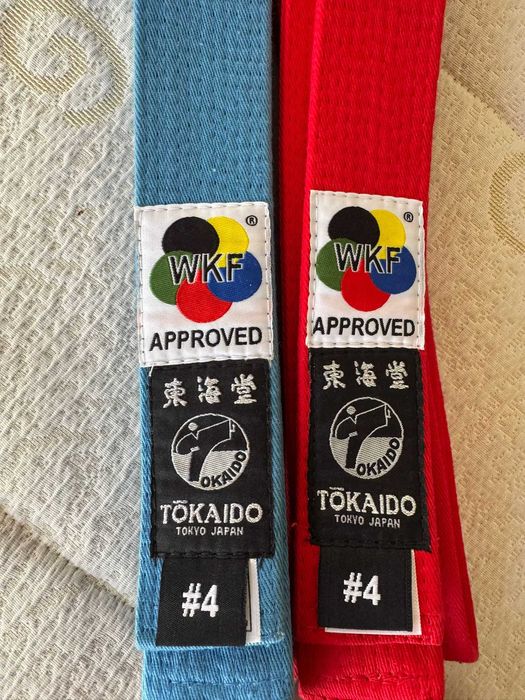 WKF
®
APPROVED
東海堂
TOKAIDO
TŌKAIDO
TOKYO JAPAN
#4
WKF
®
APPROVED
東海堂
TOKAIDO
TŌKAIDO
TOKYO JAPAN
#4